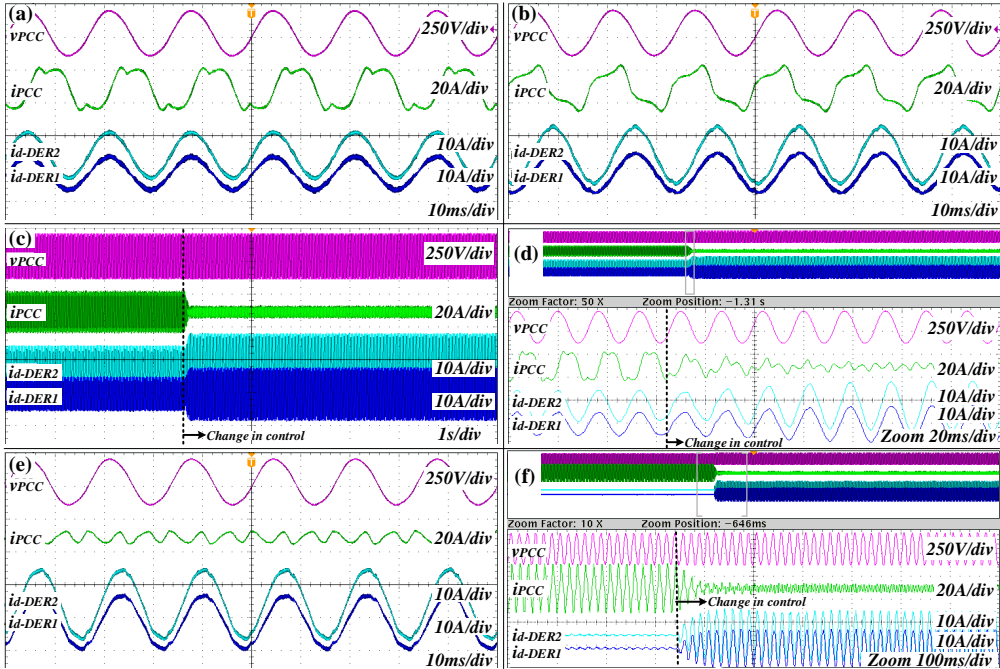 (a)
T
vPCC
250V/div
iPCC
20A/div
id-DER2
10A/div
id-DER1
10A/div
10ms/div
(b)
T
vPCC
250V/div
iPCC
20A/div
id-DER2
10A/div
id-DER1
10A/div
10ms/div
(c)
T
vPCC
250V/div
iPCC
20A/div
id-DER2
10A/div
id-DER1
10A/div
Change in control
1s/div
(d)
Zoom Factor: 50 X Zoom Position: −1.31 s
vPCC
250V/div
iPCC
20A/div
id-DER2
10A/div
id-DER1
10A/div
Change in control
Zoom 20ms/div
(e)
T
vPCC
250V/div
iPCC
20A/div
id-DER2
10A/div
id-DER1
10A/div
10ms/div
(f)
Zoom Factor: 10 X Zoom Position: −646ms
vPCC
250V/div
iPCC
20A/div
Change in control
id-DER2
10A/div
id-DER1
10A/div
Zoom 100ms/div